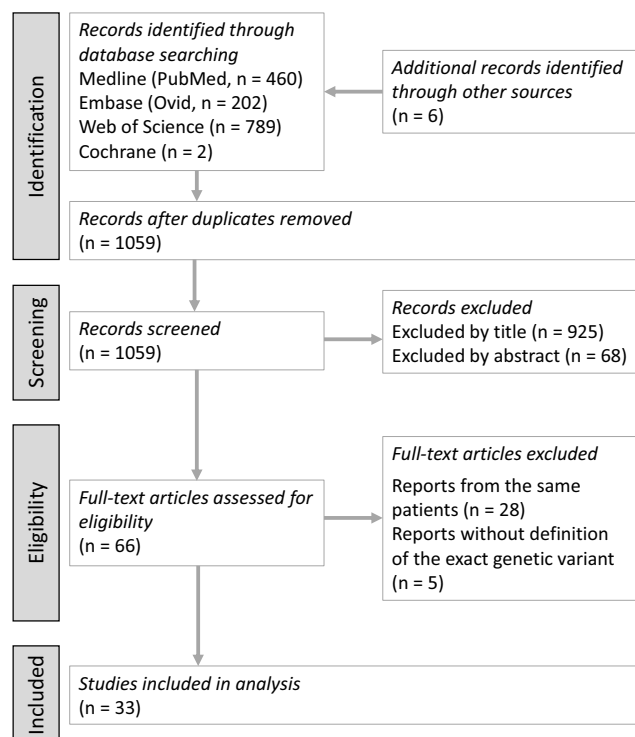 Identification
Records identified through
database searching
Medline (PubMed, n = 460)
Embase (Ovid, n = 202)
Web of Science (n = 789)
Cochrane (n = 2)
Additional records identified
through other sources
(n = 6)
Records after duplicates removed
(n = 1059)
Screening
Records screened
(n = 1059)
Records excluded
Excluded by title (n = 925)
Excluded by abstract (n = 68)
Eligibility
Full-text articles assessed for
eligibility
(n = 66)
Full-text articles excluded
Reports from the same
patients (n = 28)
Reports without definition
of the exact genetic variant
(n = 5)
Included
Studies included in analysis
(n = 33)